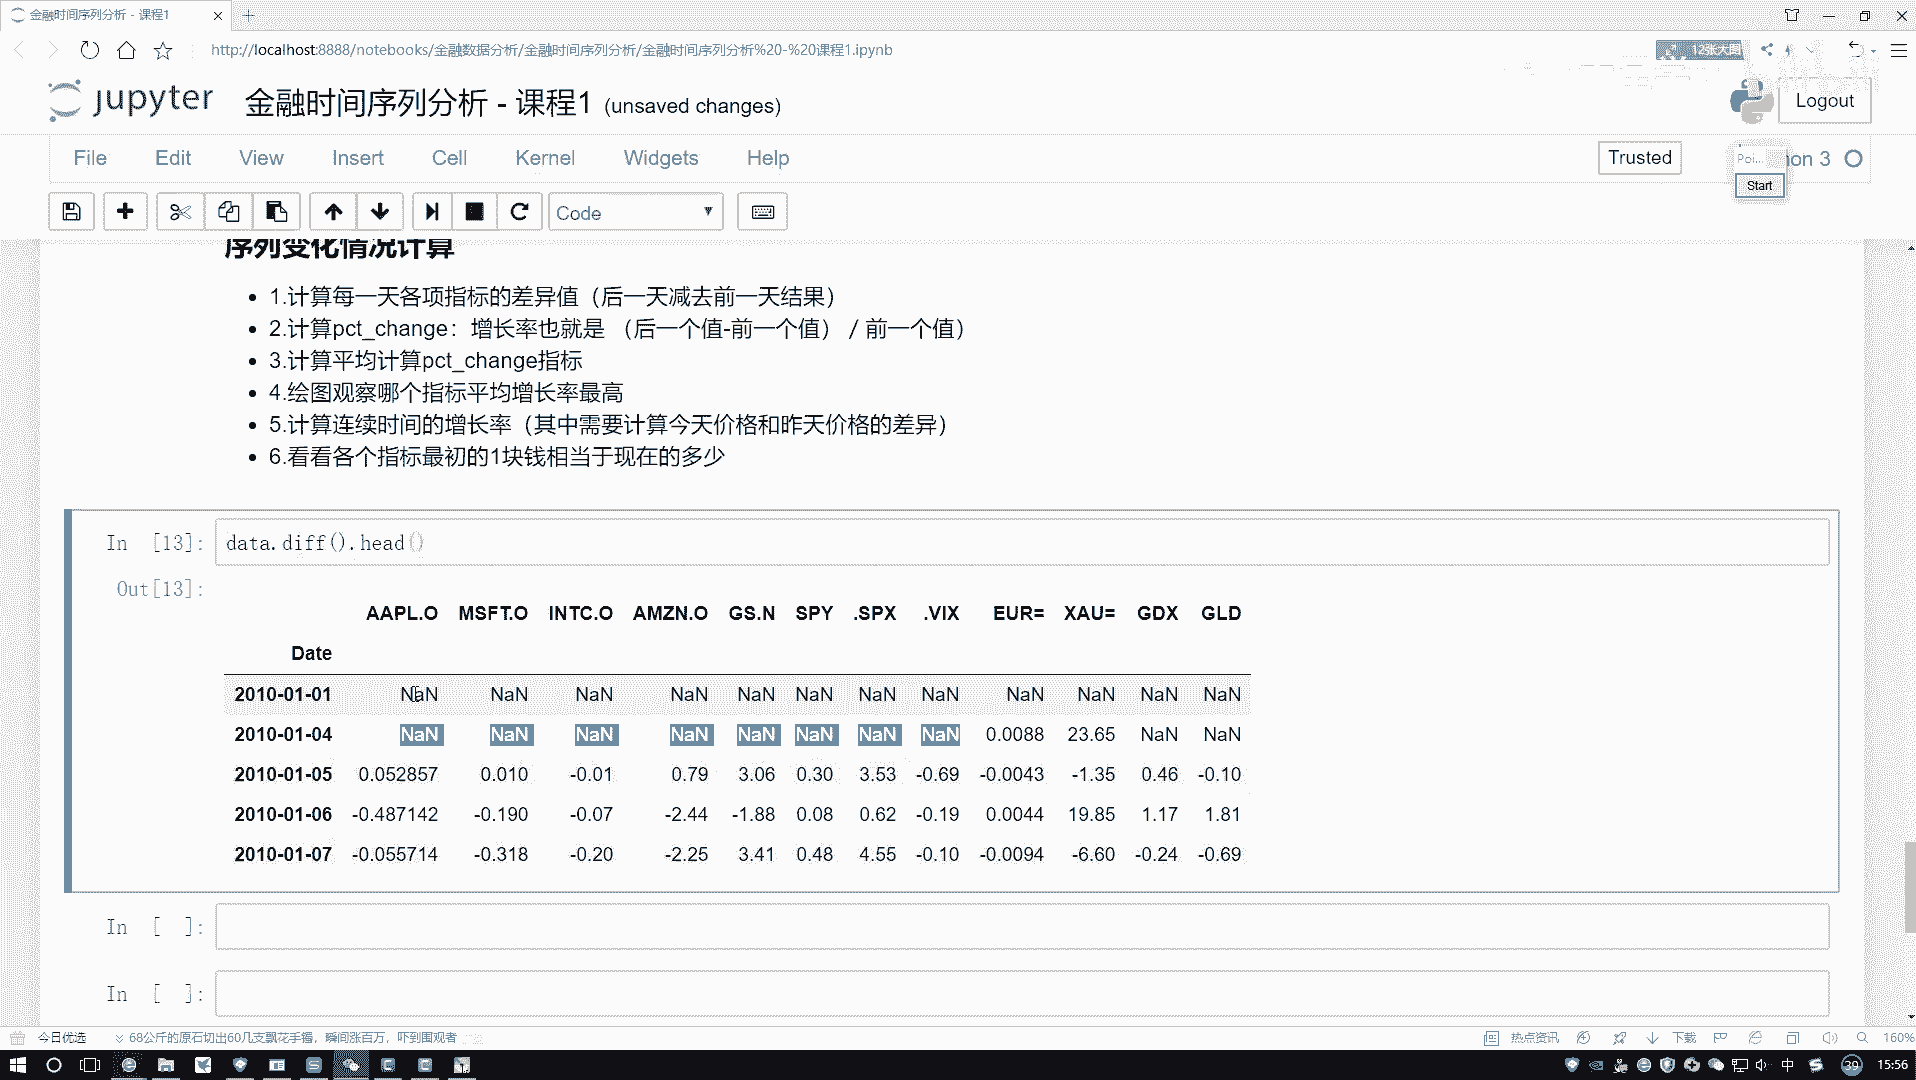 金融时间序列分析 - 课程1
http://localhost:8888/notebooks/金融数据分析/金融时间序列分析/金融时间序列分析%20-%20课程1.ipynb
12张大图
jupyter 金融时间序列分析 - 课程1 (unsaved changes)
Logout
File Edit View Insert Cell Kernel Widgets Help
Trusted
Poi...
on 3
Start
Code
序列变化情况计算
1.计算每一天各项指标的差异值（后一天减去前一天结果）
2.计算pct_change：增长率也就是 （后一个值-前一个值） / 前一个值）
3.计算平均计算pct_change指标
4.绘图观察哪个指标平均增长率最高
5.计算连续时间的增长率（其中需要计算今天价格和昨天价格的差异）
6.看看各个指标最初的1块钱相当于现在的多少
In [13]: data.diff().head()
Out[13]:
AAPL.O MSFT.O INTC.O AMZN.O GS.N SPY .SPX .VIX EUR= XAU= GDX GLD
Date
2010-01-01 NaN NaN NaN NaN NaN NaN NaN NaN NaN NaN NaN NaN
2010-01-04 NaN NaN NaN NaN NaN NaN NaN NaN 0.0088 23.65 NaN NaN
2010-01-05 0.052857 0.010 -0.01 0.79 3.06 0.30 3.53 -0.69 -0.0043 -1.35 0.46 -0.10
2010-01-06 -0.487142 -0.190 -0.07 -2.44 -1.88 0.08 0.62 -0.19 0.0044 19.85 1.17 1.81
2010-01-07 -0.055714 -0.318 -0.20 -2.25 3.41 0.48 4.55 -0.10 -0.0094 -6.60 -0.24 -0.69
In [ ]:
In [ ]:
今日优选 68公斤的原石切出60几支飘花手镯，瞬间涨百万，吓到围观者
热点资讯 下载 160%
中 39 15:56